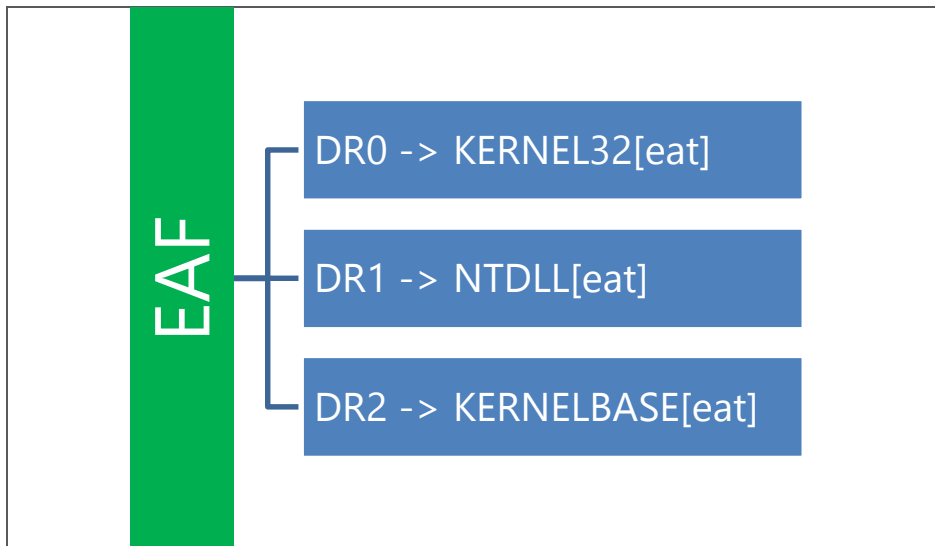 EAF
DR0 -> KERNEL32[eat]
DR1 -> NTDLL[eat]
DR2 -> KERNELBASE[eat]